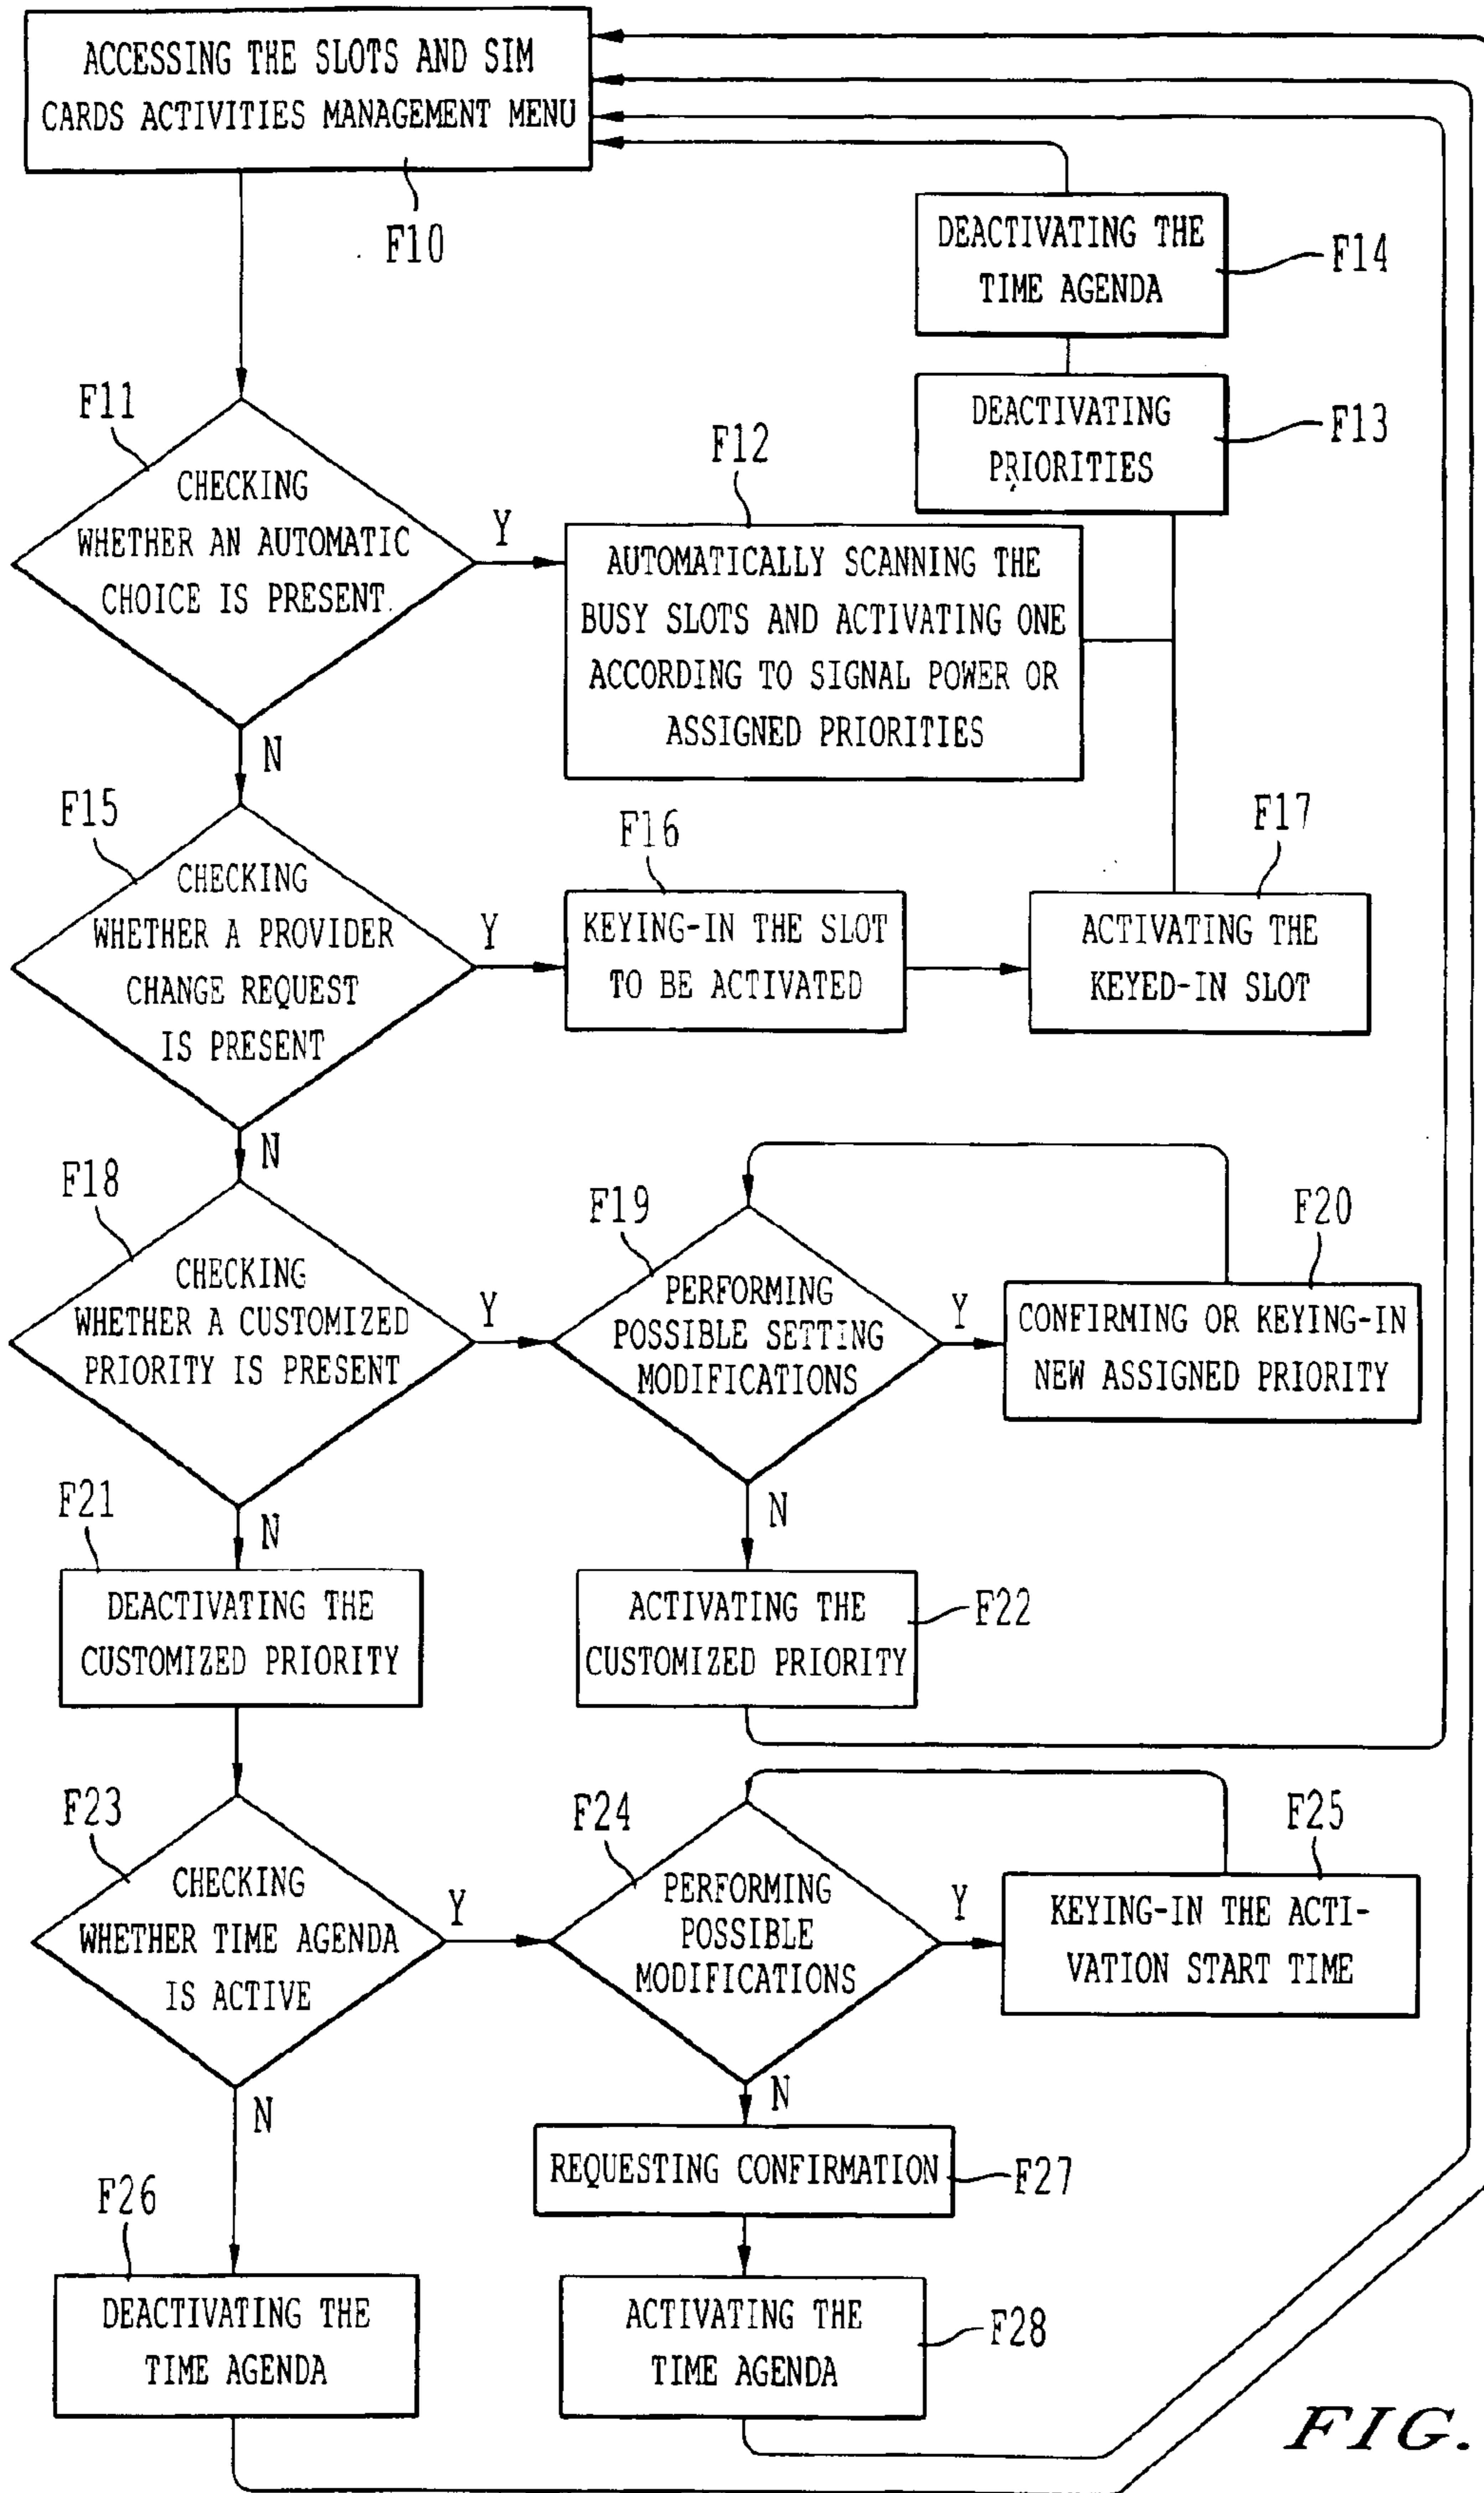 ACCESSING THE SLOTS AND SIM
CARDS ACTIVITIES MANAGEMENT MENU
F10
DEACTIVATING THE
TIME AGENDA
F14
DEACTIVATING
PRIORITIES
F13
F11
CHECKING
WHETHER AN AUTOMATIC
CHOICE IS PRESENT
Y
N
F12
AUTOMATICALLY SCANNING THE
BUSY SLOTS AND ACTIVATING ONE
ACCORDING TO SIGNAL POWER OR
ASSIGNED PRIORITIES
F15
CHECKING
WHETHER A PROVIDER
CHANGE REQUEST
IS PRESENT
Y
N
F16
KEYING-IN THE SLOT
TO BE ACTIVATED
F17
ACTIVATING THE
KEYED-IN SLOT
F18
CHECKING
WHETHER A CUSTOMIZED
PRIORITY IS PRESENT
Y
N
F19
PERFORMING
POSSIBLE SETTING
MODIFICATIONS
Y
N
F20
CONFIRMING OR KEYING-IN
NEW ASSIGNED PRIORITY
F21
DEACTIVATING THE
CUSTOMIZED PRIORITY
ACTIVATING THE
CUSTOMIZED PRIORITY
F22
F23
CHECKING
WHETHER TIME AGENDA
IS ACTIVE
Y
N
F24
PERFORMING
POSSIBLE
MODIFICATIONS
Y
N
F25
KEYING-IN THE ACTI-
VATION START TIME
REQUESTING CONFIRMATION
F27
F26
DEACTIVATING THE
TIME AGENDA
ACTIVATING THE
TIME AGENDA
F28
FIG.